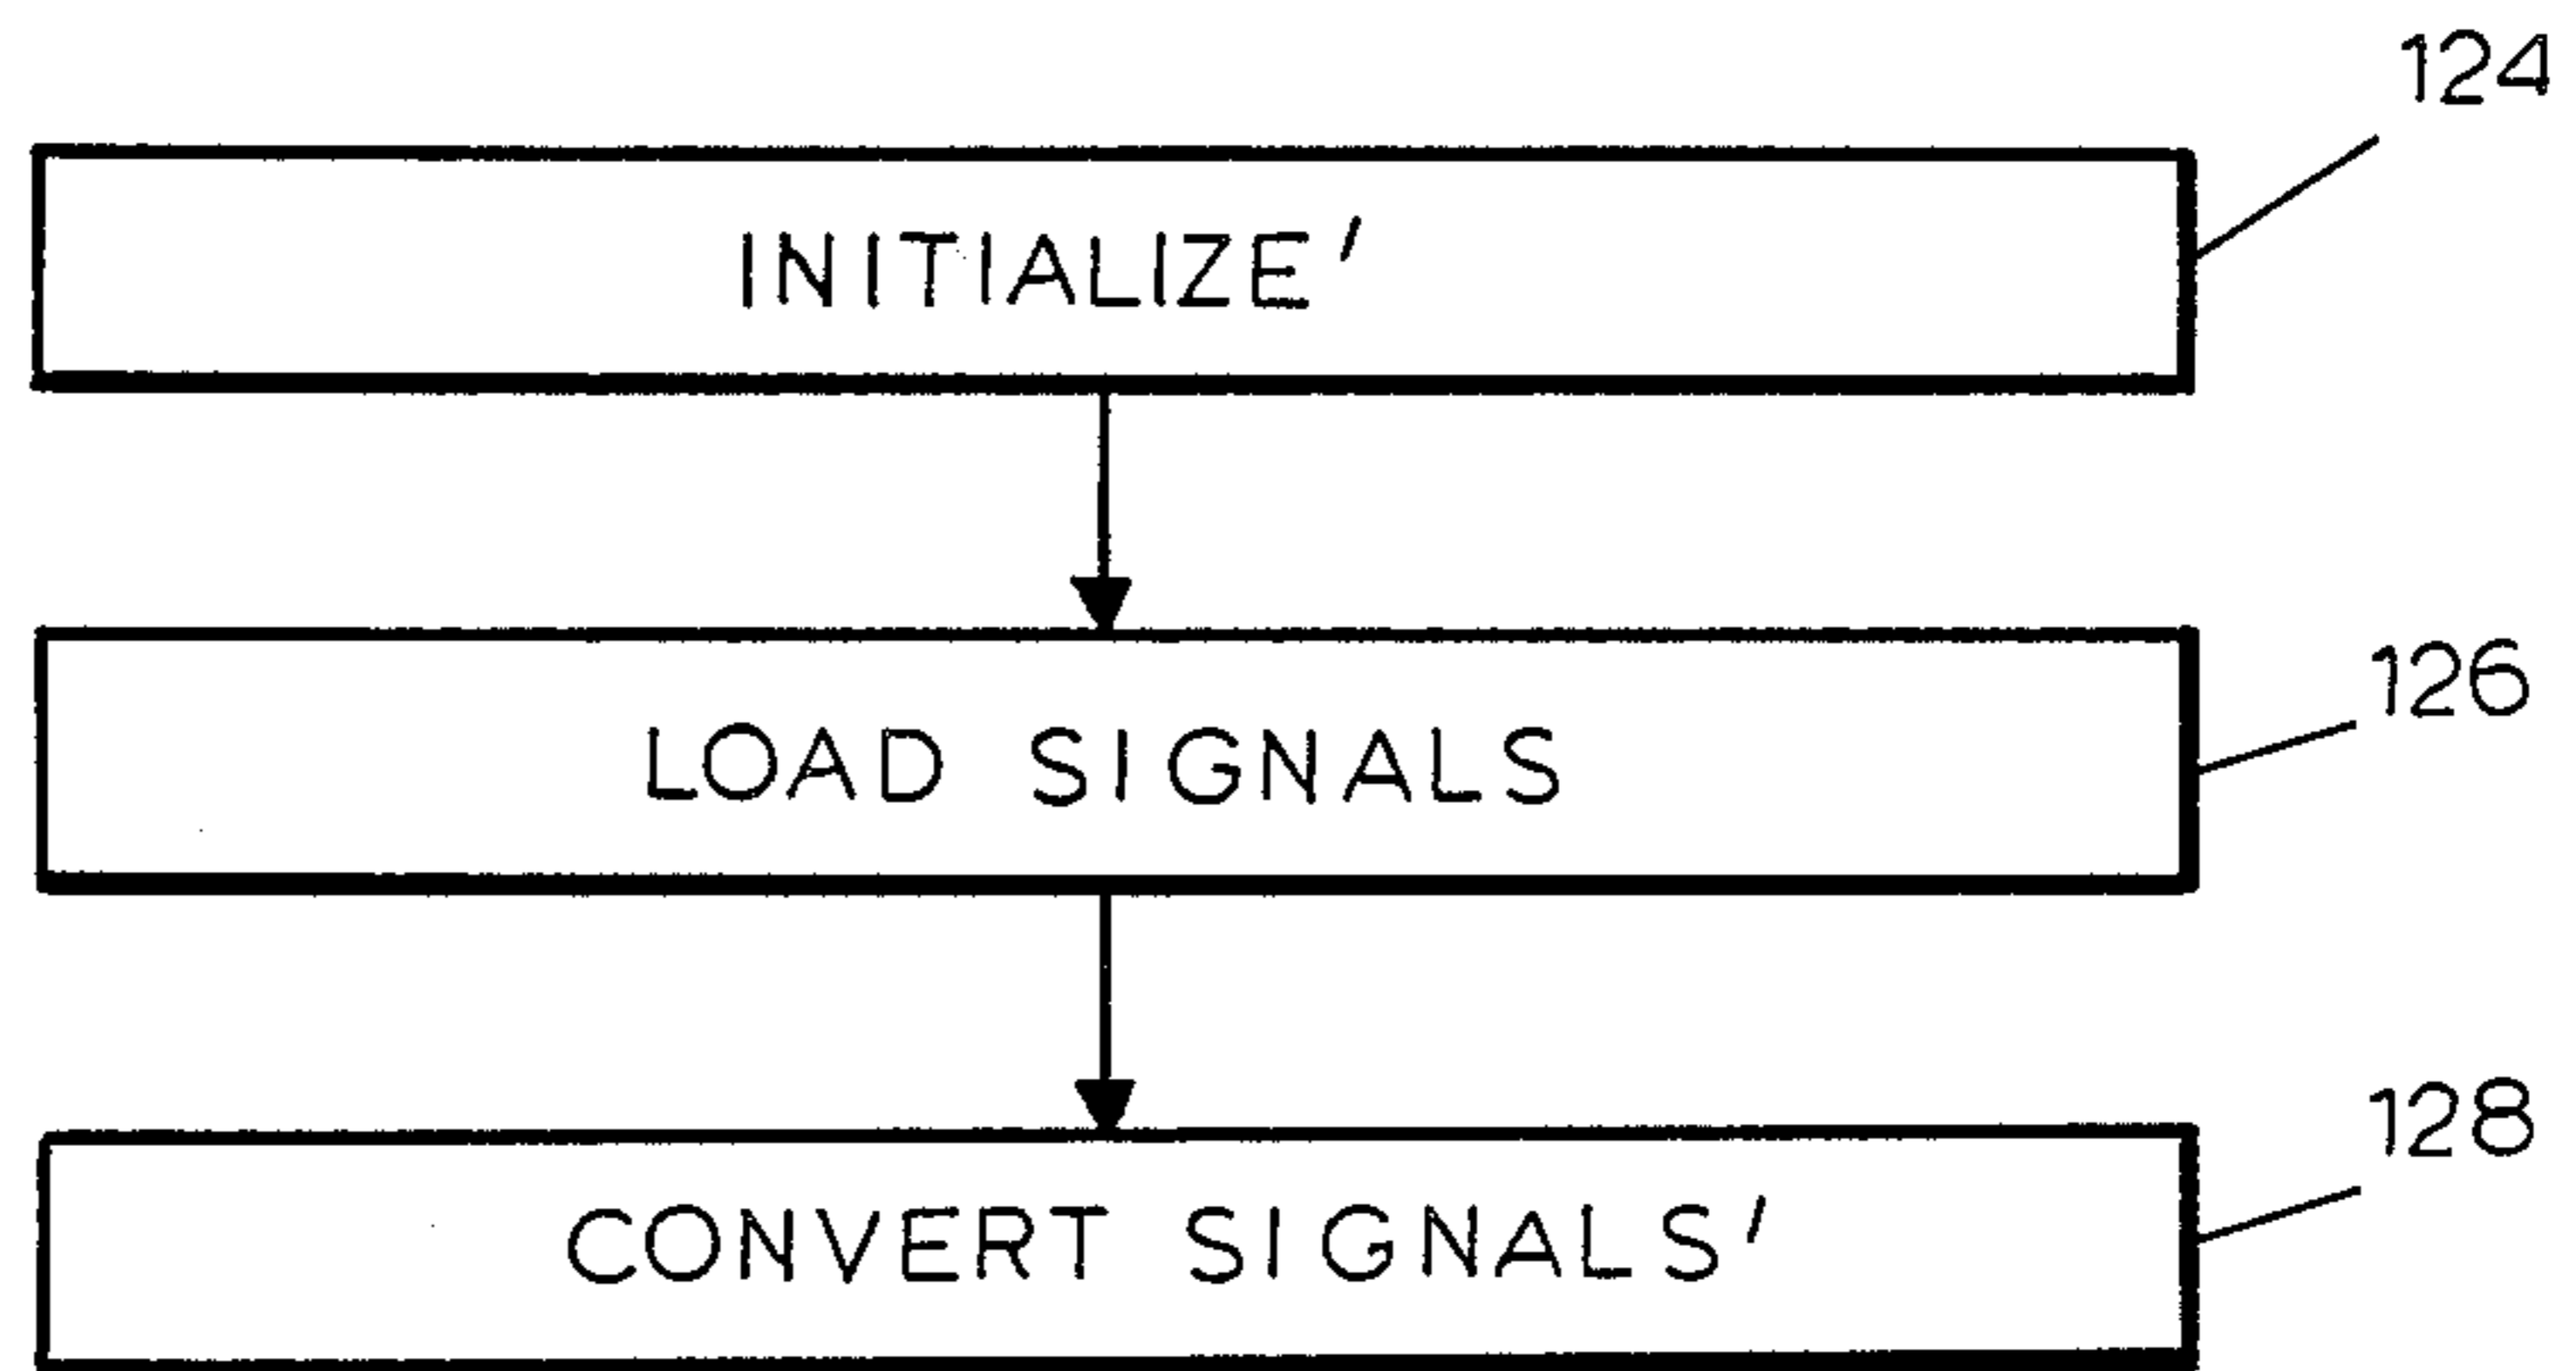 124
INITIALIZE'
126
LOAD SIGNALS
128
CONVERT SIGNALS'